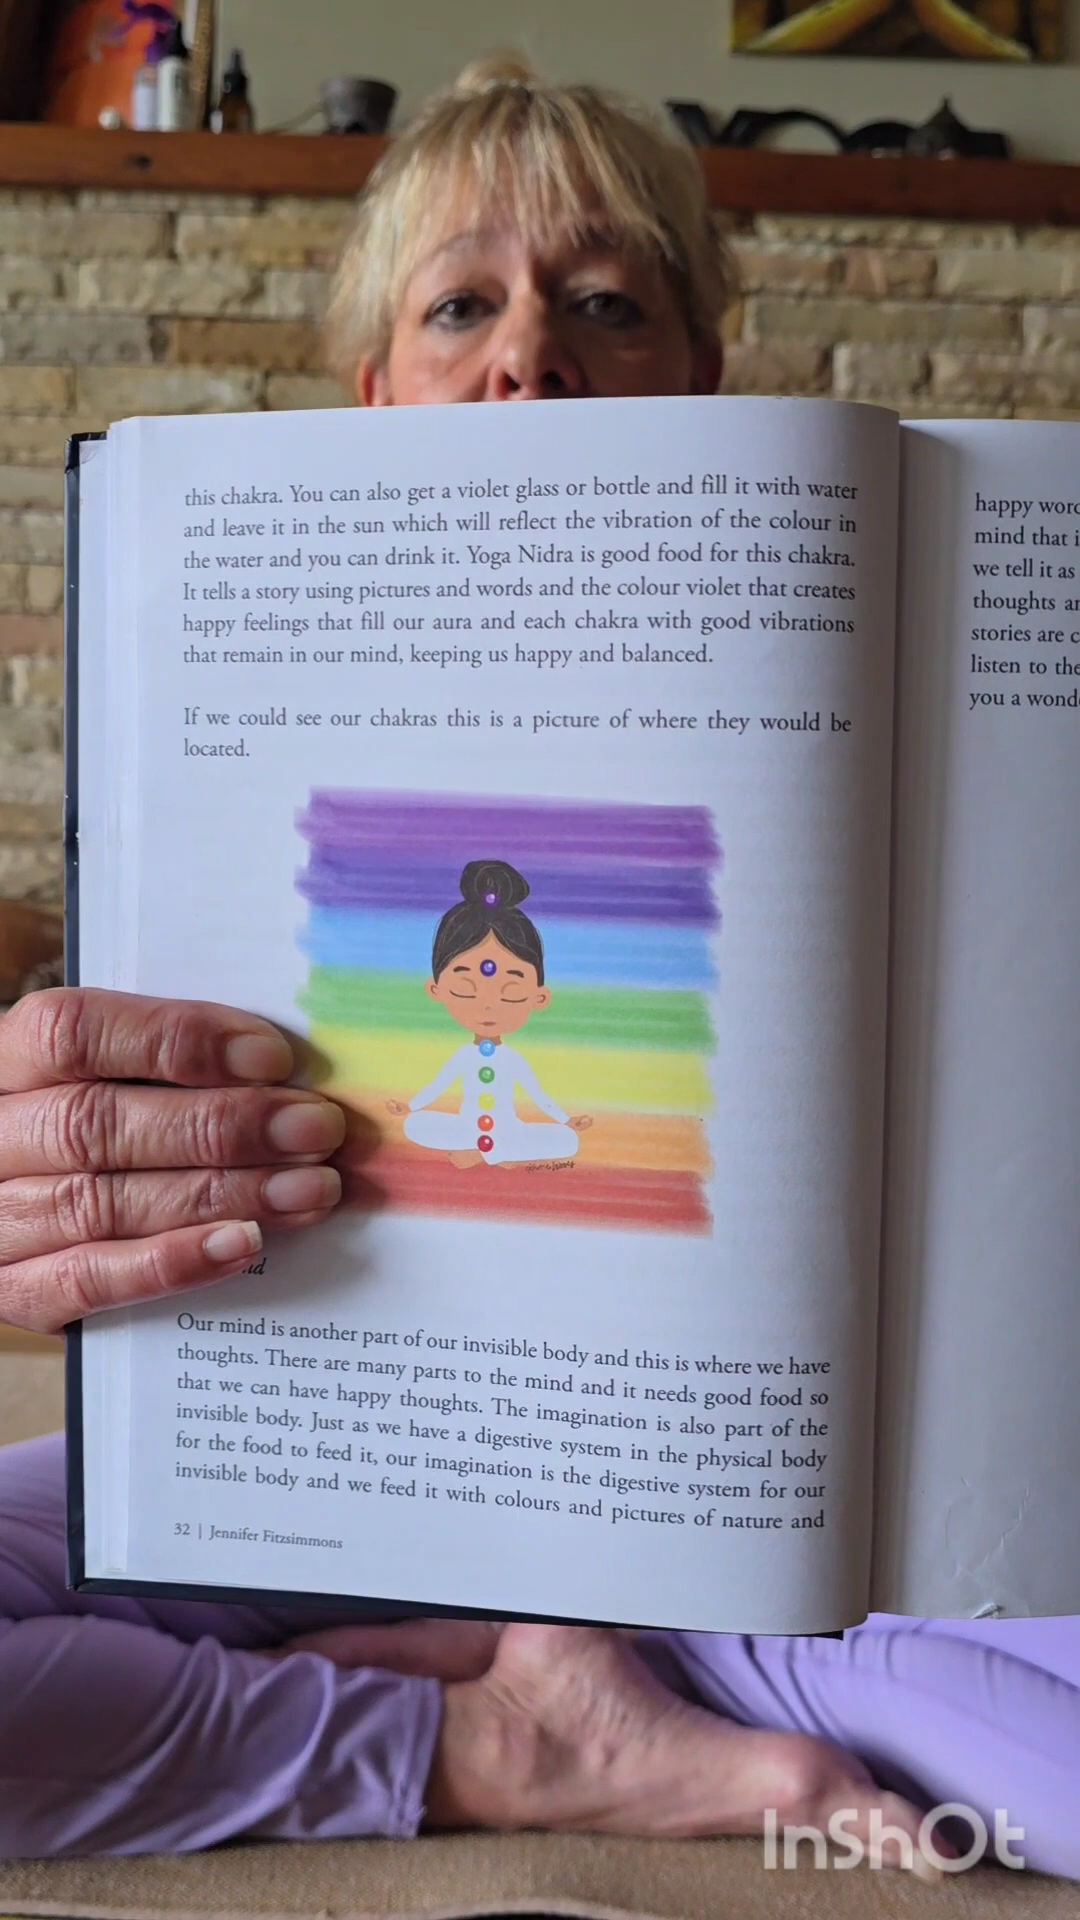 this chakra. You can also get a violet glass or bottle and fill it with water
and leave it in the sun which will reflect the vibration of the colour in
the water and you can drink it. Yoga Nidra is good food for this chakra.
It tells a story using pictures and words and the colour violet that creates
happy feelings that fill our aura and each chakra with good vibrations
that remain in our mind, keeping us happy and balanced.
If we could see our chakras this is a picture of where they would be
located.
Our mind is another part of our invisible body and this is where we have
thoughts. There are many parts to the mind and it needs good food so
that we can have happy thoughts. The imagination is also part of the
invisible body. Just as we have a digestive system in the physical body
for the food to feed it, our imagination is the digestive system for our
invisible body and we feed it with colours and pictures of nature and
32 | Jennifer Fitzsimmons
happy
mind that
we tell it as
thoughts
stories are
listen to
you a
InShOt